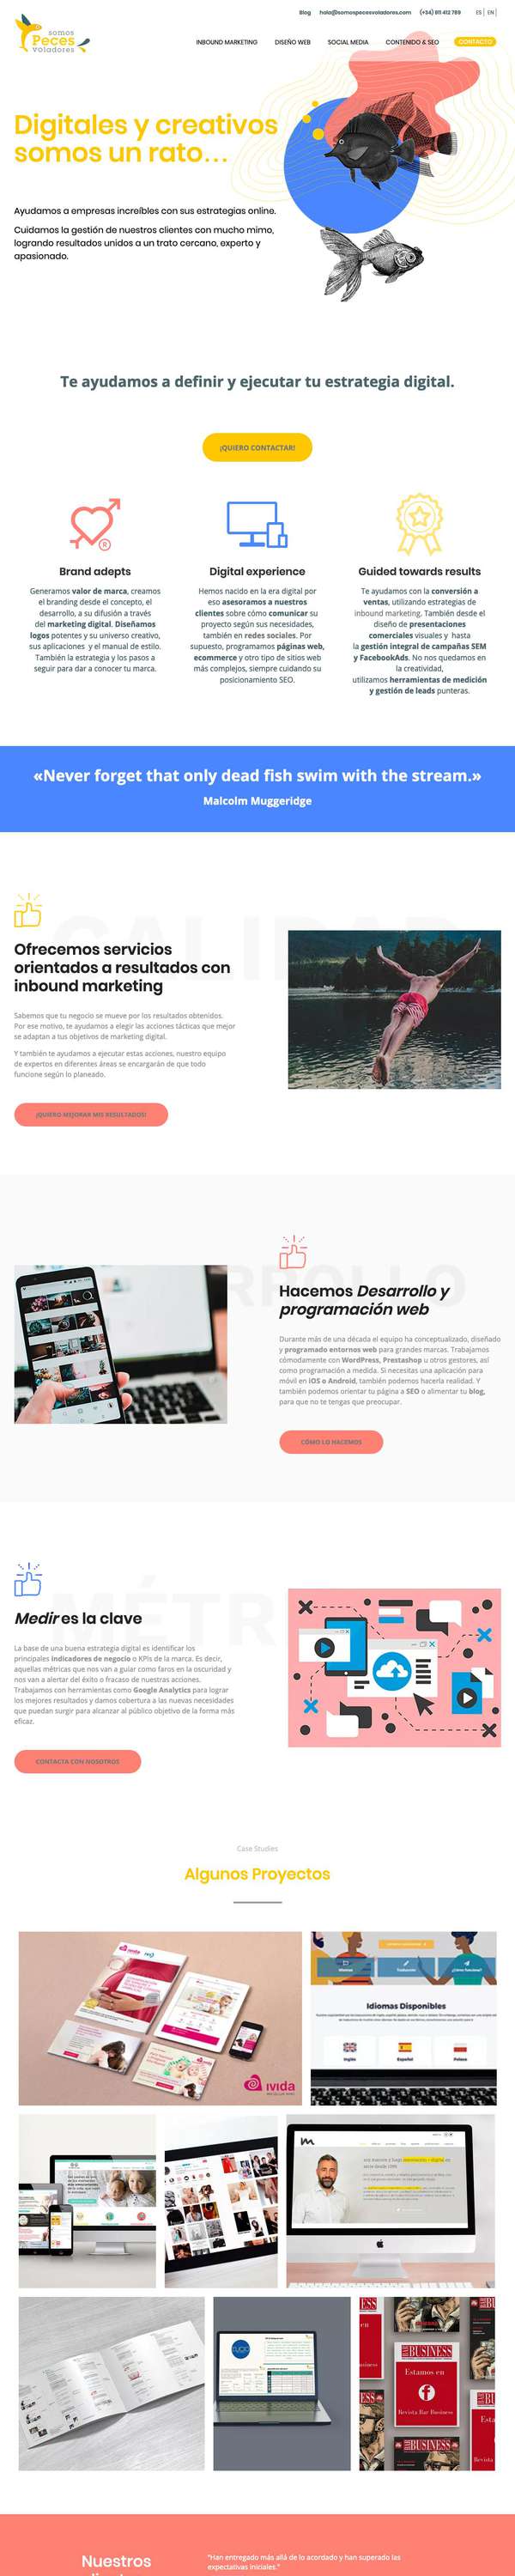 Blog hola@somospecesvoladores.com (+34) 911 412 789 ES EN
somos
Peces
voladores
INBOUND MARKETING DISEÑO WEB SOCIAL MEDIA CONTENIDO & SEO CONTACTO
Digitales y creativos
somos un rato...
Ayudamos a empresas increíbles con sus estrategias online.
Cuidamos la gestión de nuestros clientes con mucho mimo,
logrando resultados unidos a un trato cercano, experto y
apasionado.
Te ayudamos a definir y ejecutar tu estrategia digital.
¡QUIERO CONTACTAR!
Brand adepts
Generamos valor de marca, creamos
el branding desde el concepto, el
desarrollo, a su difusión a través
del marketing digital. Diseñamos
logos potentes y su universo creativo,
sus aplicaciones y el manual de estilo.
También la estrategia y los pasos a
seguir para dar a conocer tu marca.
Digital experience
Hemos nacido en la era digital por
eso asesoramos a nuestros
clientes sobre cómo comunicar su
proyecto según sus necesidades,
también en redes sociales. Por
supuesto, programamos páginas web,
ecommerce y otro tipo de sitios web
más complejos, siempre cuidando su
posicionamiento SEO.
Guided towards results
Te ayudamos con la conversión a
ventas, utilizando estrategias de
inbound marketing. También desde el
diseño de presentaciones
comerciales visuales y hasta
la gestión integral de campañas SEM
y FacebookAds. No nos quedamos en
la creatividad,
utilizamos herramientas de medición
y gestión de leads punteras.
«Never forget that only dead fish swim with the stream.»
Malcolm Muggeridge
CALIDAD
Ofrecemos servicios
orientados a resultados con
inbound marketing
Sabemos que tu negocio se mueve por los resultados obtenidos.
Por ese motivo, te ayudamos a elegir las acciones tácticas que mejor
se adaptan a tus objetivos de marketing digital.
Y también te ayudamos a ejecutar estas acciones, nuestro equipo
de expertos en diferentes áreas se encargarán de que todo
funcione según lo planeado.
¡QUIERO MEJORAR MIS RESULTADOS!
RROLLO
Hacemos Desarrollo y
programación web
Durante más de una década el equipo ha conceptualizado, diseñado
y programado entornos web para grandes marcas. Trabajamos
cómodamente con WordPress, Prestashop u otros gestores, así
como programación a medida. Si necesitas una aplicación para
móvil en iOS o Android, también podemos hacerla realidad. Y
también podemos orientar tu página a SEO o alimentar tu blog,
para que no te tengas que preocupar.
CÓMO LO HACEMOS
MÉTR
Medir es la clave
La base de una buena estrategia digital es identificar los
principales indicadores de negocio o KPIs de la marca. Es decir,
aquellas métricas que nos van a guiar como faros en la oscuridad y
nos van a alertar del éxito o fracaso de nuestras acciones.
Trabajamos con herramientas como Google Analytics para lograr
los mejores resultados y damos cobertura a las nuevas necesidades
que puedan surgir para alcanzar al público objetivo de la forma más
eficaz.
CONTACTA CON NOSOTROS
Case Studies
Algunos Proyectos
ivida
Idiomas Disponibles
Inglés Español Polaco
BUSINESS
Estamos en
Revista Bar Business
BUSINESS
Nuestros
"Han entregado más allá de lo acordado y han superado las
expectativas iniciales."